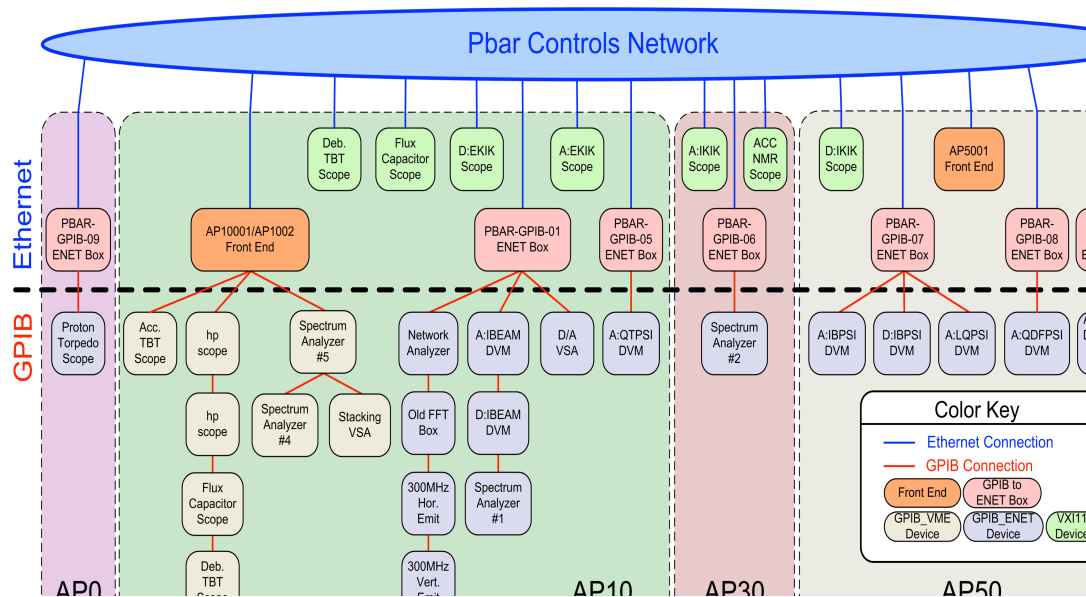 Pbar Controls Network
Ethernet
GPIB
Deb.
TBT
Scope
Flux
Capacitor
Scope
D:EKIK
Scope
A:EKIK
Scope
A:IKIK
Scope
ACC
NMR
Scope
D:IKIK
Scope
AP5001
Front End
PBAR-
GPIB-09
ENET Box
AP10001/AP1002
Front End
PBAR-GPIB-01
ENET Box
PBAR-
GPIB-05
ENET Box
PBAR-
GPIB-06
ENET Box
PBAR-
GPIB-07
ENET Box
PBAR-
GPIB-08
ENET Box
Proton
Torpedo
Scope
Acc.
TBT
Scope
hp
scope
Spectrum
Analyzer
#5
Network
Analyzer
A:IBEAM
DVM
D/A
VSA
A:QTPSI
DVM
Spectrum
Analyzer
#2
A:IBPSI
DVM
D:IBPSI
DVM
A:LQPSI
DVM
A:QDFPSI
DVM
hp
scope
Spectrum
Analyzer
#4
Stacking
VSA
Old FFT
Box
D:IBEAM
DVM
Flux
Capacitor
Scope
300MHz
Hor.
Emit
Spectrum
Analyzer
#1
Deb.
TBT
Scope
300MHz
Vert.
Emit
Color Key
Ethernet Connection
GPIB Connection
Front End
GPIB to
ENET Box
GPIB_VME
Device
GPIB_ENET
Device
VXI11
Device
AP0
AP10
AP30
AP50